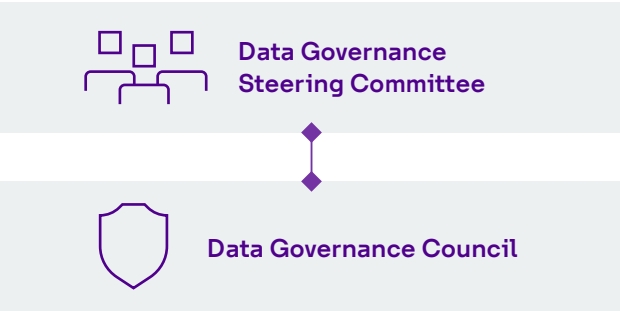 Data Governance
Steering Committee
Data Governance Council